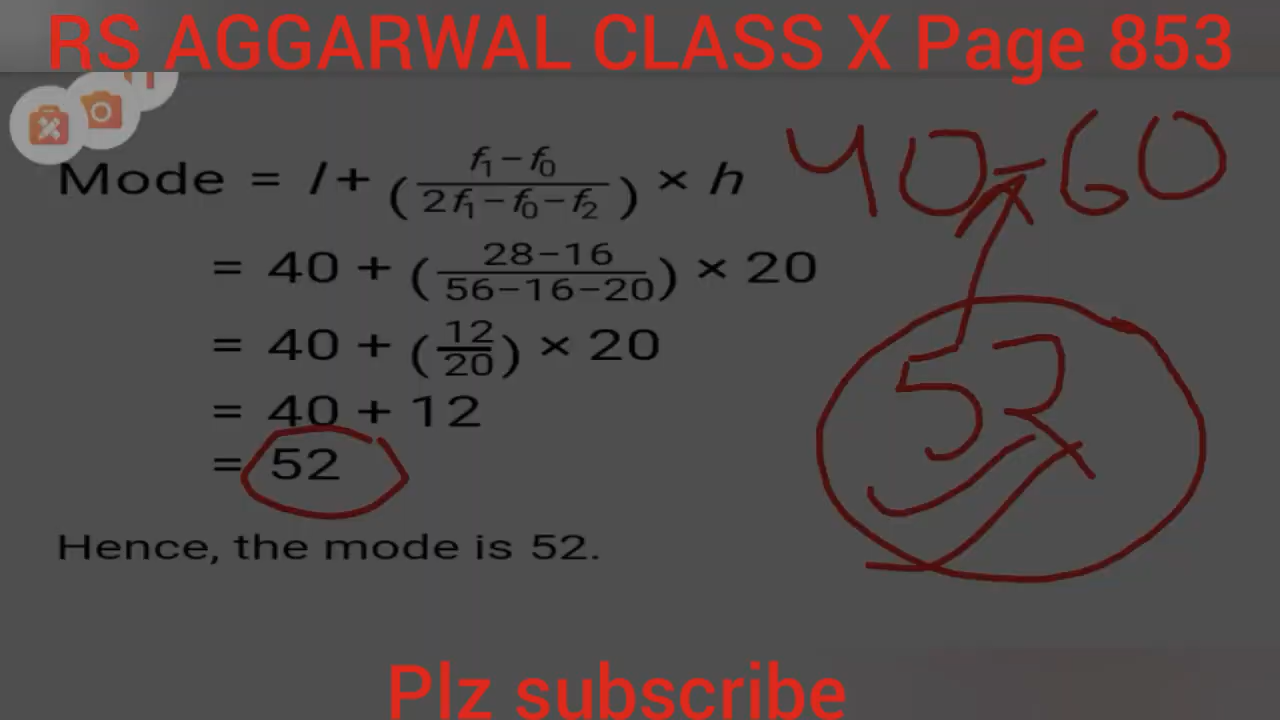 RS AGGARWAL CLASS X Page 853
Mode = l + ( (f₁ − f₀) / (2f₁ − f₀ − f₂) ) × h
40-60
= 40 + ( (28−16) / (56−16−20) ) × 20
= 40 + ( 12/20 ) × 20
52
= 40 + 12
= 52
Hence, the mode is 52.
Plz subscribe